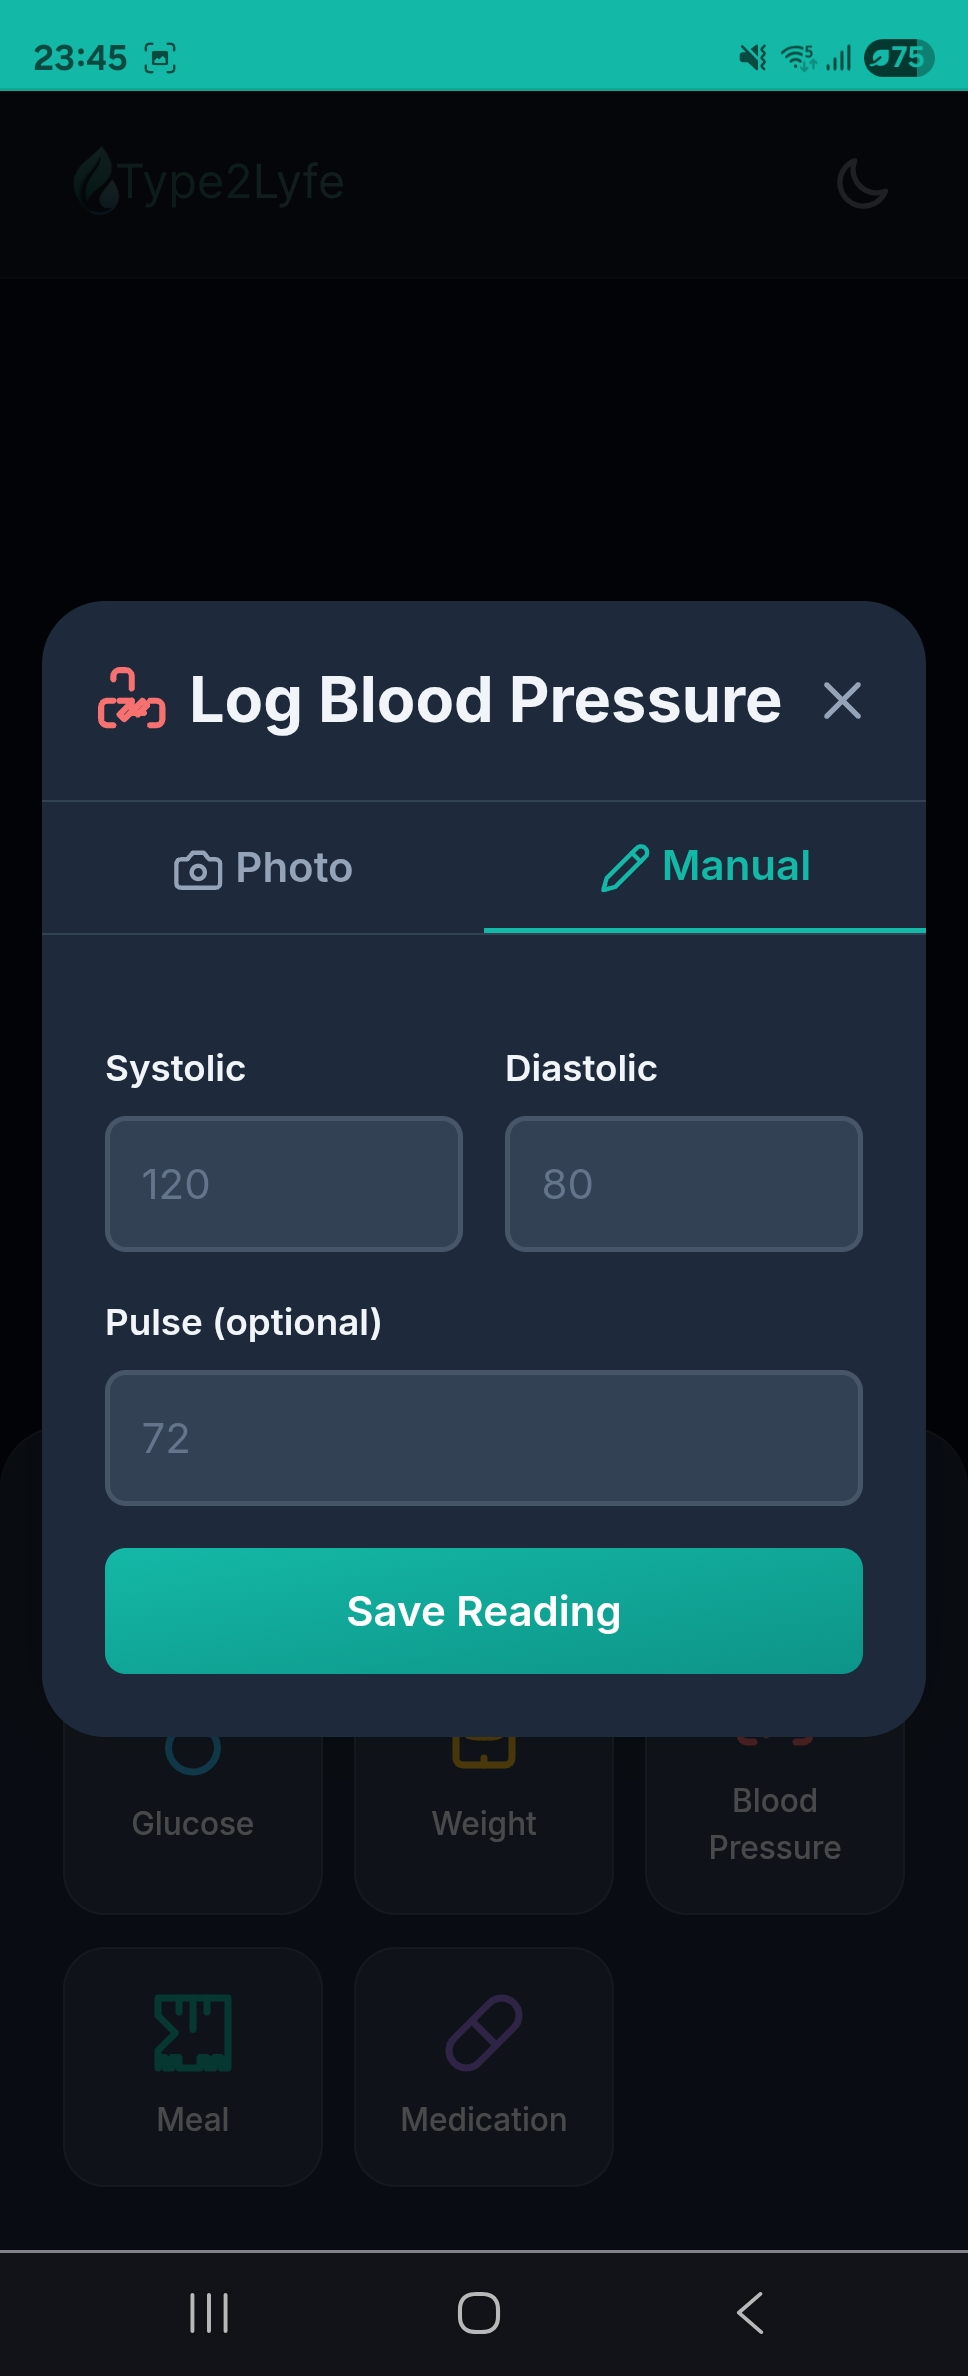 23:45
5
75
Type2Lyfe
Log Blood Pressure
Photo
Manual
Systolic
Diastolic
120
80
Pulse (optional)
72
Save Reading
Glucose
Weight
Blood
Pressure
Meal
Medication